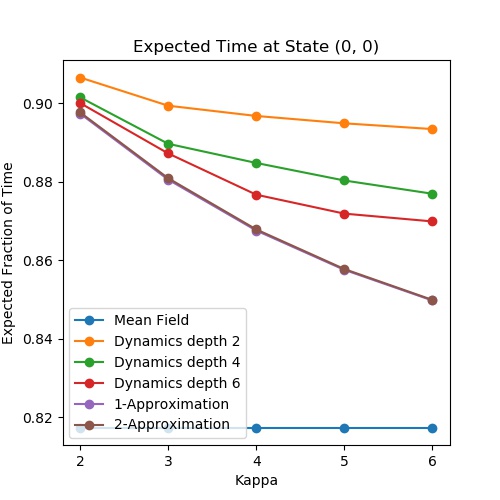 Expected Time at State (0, 0)
Expected Fraction of Time
0.90
0.88
0.86
0.84
0.82
Mean Field
Dynamics depth 2
Dynamics depth 4
Dynamics depth 6
1-Approximation
2-Approximation
2 3 4 5 6
Kappa